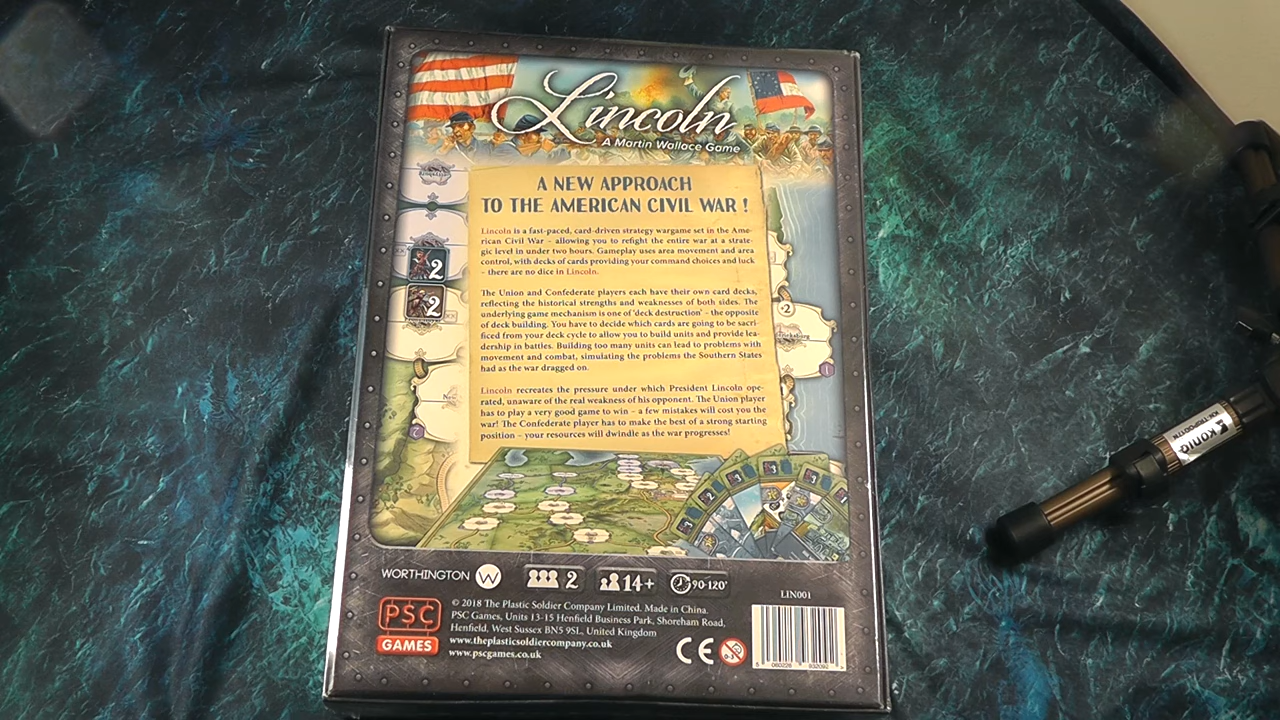 Lincoln
A Martin Wallace Game
A NEW APPROACH
TO THE AMERICAN CIVIL WAR !
Lincoln is a fast-paced, card-driven strategy wargame set in the Ame-
rican Civil War – allowing you to refight the entire war at a strate-
gic level in under two hours. Gameplay uses area movement and area
control, with decks of cards providing your command choices and luck
– there are no dice in Lincoln.
The Union and Confederate players each have their own card decks,
reflecting the historical strengths and weaknesses of both sides. The
underlying game mechanism is one of 'deck destruction' - the opposite
of deck building. You have to decide which cards are going to be sacri-
ficed from your deck cycle to allow you to build units and provide lea-
dership in battles. Building too many units can lead to problems with
movement and combat, simulating the problems the Southern States
had as the war dragged on.
Lincoln recreates the pressure under which President Lincoln ope-
rated, unaware of the real weakness of his opponent. The Union player
has to play a very good game to win – a few mistakes will cost you the
war! The Confederate player has to make the best of a strong starting
position – your resources will dwindle as the war progresses!
2
2
2
WORTHINGTON W
2
14+
90-120'
LIN001
PSC
GAMES
© 2018 The Plastic Soldier Company Limited. Made in China.
PSC Games, Units 13-15 Henfield Business Park, Shoreham Road,
Henfield, West Sussex BN5 9SL, United Kingdom
www.theplasticsoldiercompany.co.uk
www.pscgames.co.uk
CE
0-3
KONIG